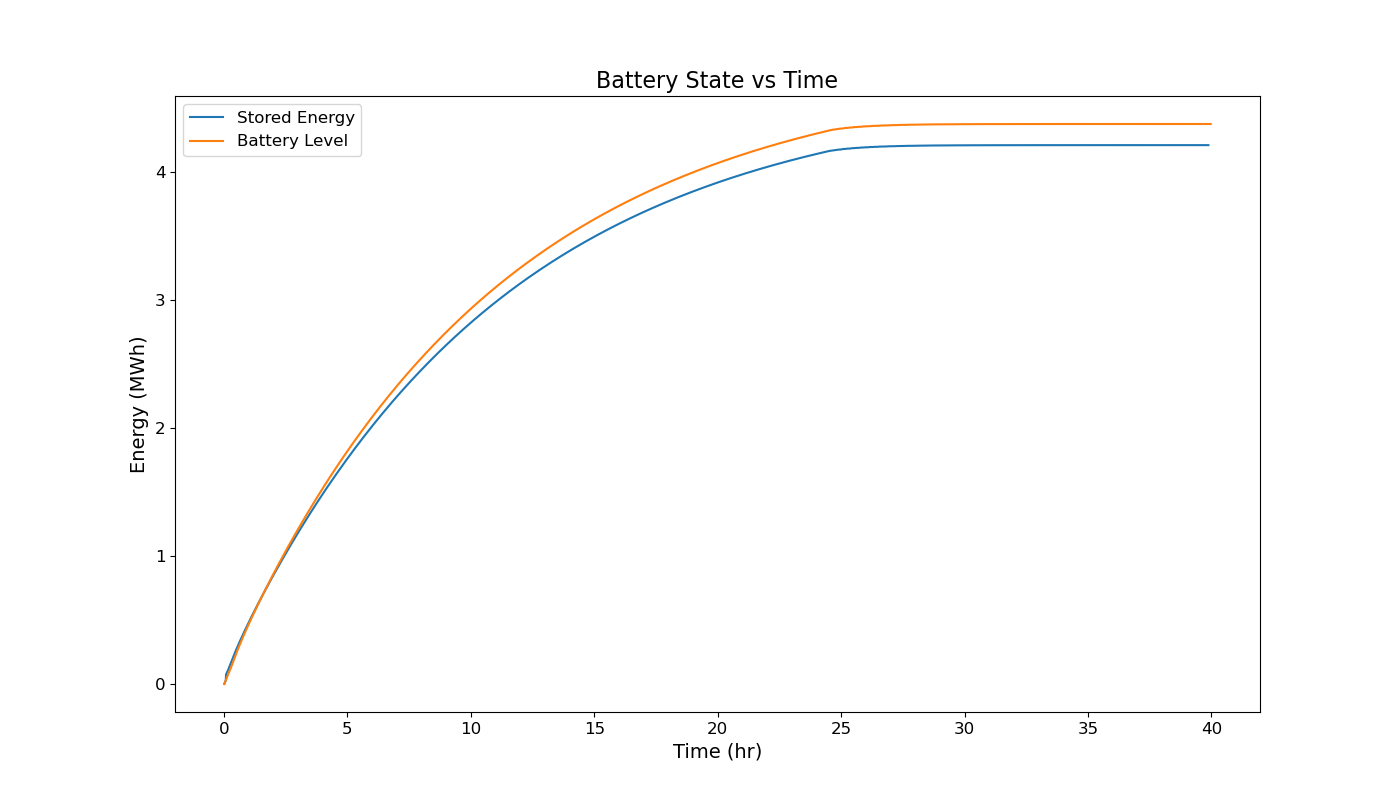 Battery State vs Time
Stored Energy
Battery Level
Energy (MWh)
4
3
2
1
0
0 5 10 15 20 25 30 35 40
Time (hr)